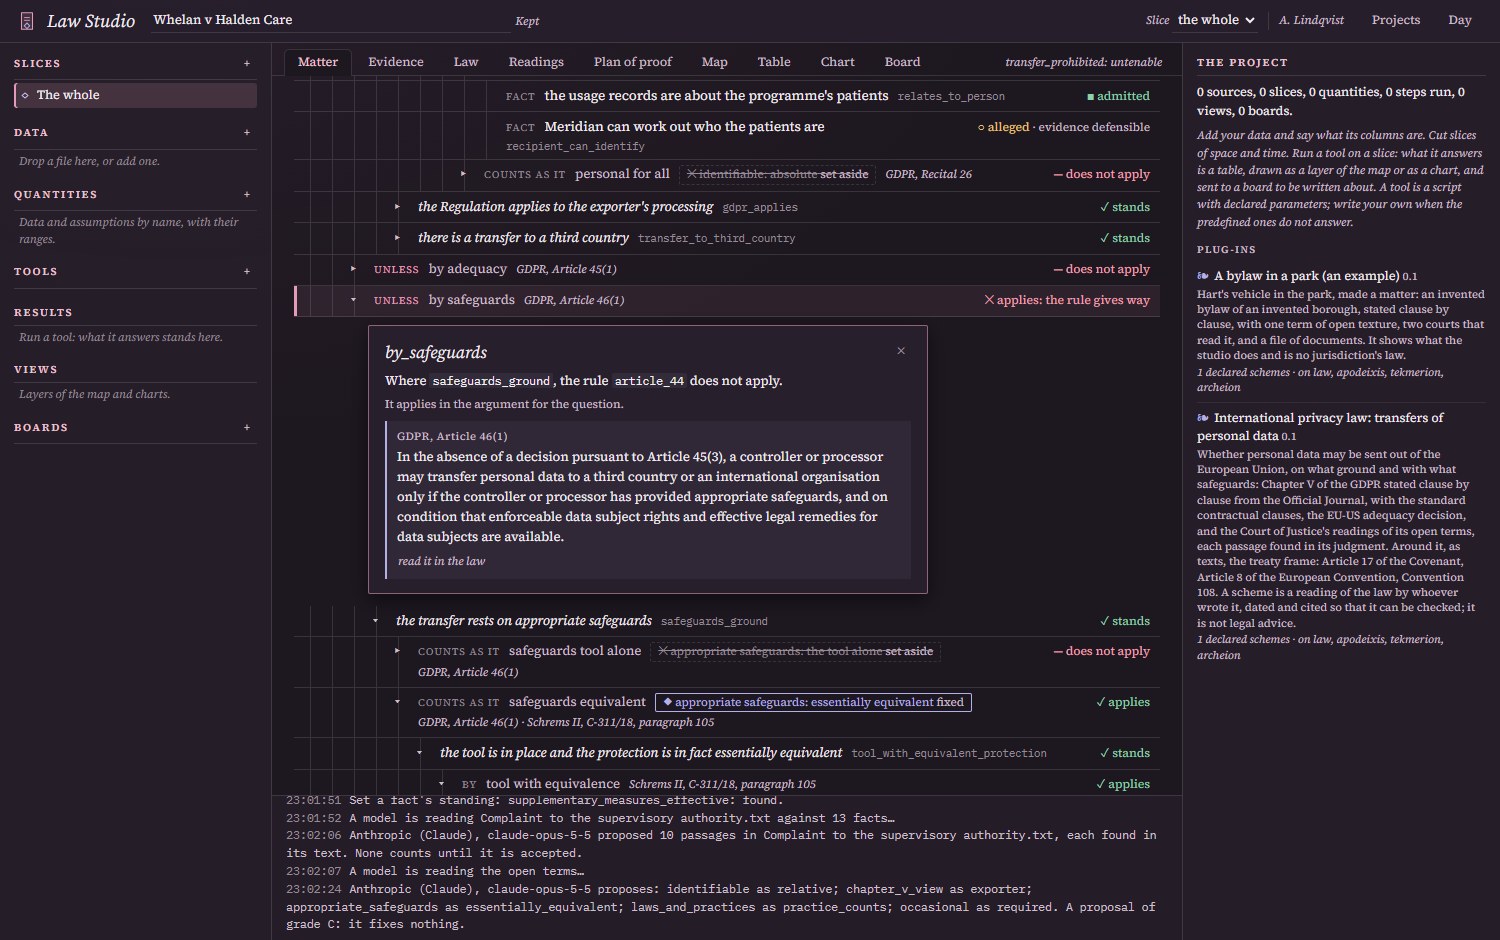 Law Studio
Whelan v Halden Care
Kept
Slice the whole
A. Lindqvist
Projects
Day
SLICES +
The whole
DATA +
Drop a file here, or add one.
QUANTITIES +
Data and assumptions by name, with their
ranges.
TOOLS +
RESULTS
Run a tool: what it answers stands here.
VIEWS
Layers of the map and charts.
BOARDS +
Matter Evidence Law Readings Plan of proof Map Table Chart Board
transfer_prohibited: untenable
FACT the usage records are about the programme's patients relates_to_person ■ admitted
FACT Meridian can work out who the patients are ○ alleged · evidence defensible
recipient_can_identify
▸ COUNTS AS IT personal for all ╳ identifiable: absolute set aside GDPR, Recital 26 — does not apply
▸ the Regulation applies to the exporter's processing gdpr_applies ✓ stands
▸ there is a transfer to a third country transfer_to_third_country ✓ stands
▸ UNLESS by adequacy GDPR, Article 45(1) — does not apply
▾ UNLESS by safeguards GDPR, Article 46(1) ╳ applies: the rule gives way
by_safeguards ×
Where safeguards_ground, the rule article_44 does not apply.
It applies in the argument for the question.
GDPR, Article 46(1)
In the absence of a decision pursuant to Article 45(3), a controller or processor
may transfer personal data to a third country or an international organisation
only if the controller or processor has provided appropriate safeguards, and on
condition that enforceable data subject rights and effective legal remedies for
data subjects are available.
read it in the law
▾ the transfer rests on appropriate safeguards safeguards_ground ✓ stands
▸ COUNTS AS IT safeguards tool alone ╳ appropriate safeguards: the tool alone set aside — does not apply
GDPR, Article 46(1)
▾ COUNTS AS IT safeguards equivalent ◆ appropriate safeguards: essentially equivalent fixed ✓ applies
GDPR, Article 46(1) · Schrems II, C-311/18, paragraph 105
▾ the tool is in place and the protection is in fact essentially equivalent tool_with_equivalent_protection ✓ stands
▾ BY tool with equivalence Schrems II, C-311/18, paragraph 105 ✓ applies
23:01:51 Set a fact's standing: supplementary_measures_effective: found.
23:01:52 A model is reading Complaint to the supervisory authority.txt against 13 facts…
23:02:06 Anthropic (Claude), claude-opus-5-5 proposed 10 passages in Complaint to the supervisory authority.txt, each found in
its text. None counts until it is accepted.
23:02:07 A model is reading the open terms…
23:02:24 Anthropic (Claude), claude-opus-5-5 proposes: identifiable as relative; chapter_v_view as exporter;
appropriate_safeguards as essentially_equivalent; laws_and_practices as practice_counts; occasional as required. A proposal of
grade C: it fixes nothing.
THE PROJECT
0 sources, 0 slices, 0 quantities, 0 steps run, 0
views, 0 boards.
Add your data and say what its columns are. Cut slices
of space and time. Run a tool on a slice: what it answers
is a table, drawn as a layer of the map or as a chart, and
sent to a board to be written about. A tool is a script
with declared parameters; write your own when the
predefined ones do not answer.
PLUG-INS
A bylaw in a park (an example) 0.1
Hart's vehicle in the park, made a matter: an invented
bylaw of an invented borough, stated clause by
clause, with one term of open texture, two courts that
read it, and a file of documents. It shows what the
studio does and is no jurisdiction's law.
1 declared schemes · on law, apodeixis, tekmerion,
archeion
International privacy law: transfers of
personal data 0.1
Whether personal data may be sent out of the
European Union, on what ground and with what
safeguards: Chapter V of the GDPR stated clause by
clause from the Official Journal, with the standard
contractual clauses, the EU-US adequacy decision,
and the Court of Justice's readings of its open terms,
each passage found in its judgment. Around it, as
texts, the treaty frame: Article 17 of the Covenant,
Article 8 of the European Convention, Convention
108. A scheme is a reading of the law by whoever
wrote it, dated and cited so that it can be checked; it
is not legal advice.
1 declared schemes · on law, apodeixis, tekmerion,
archeion